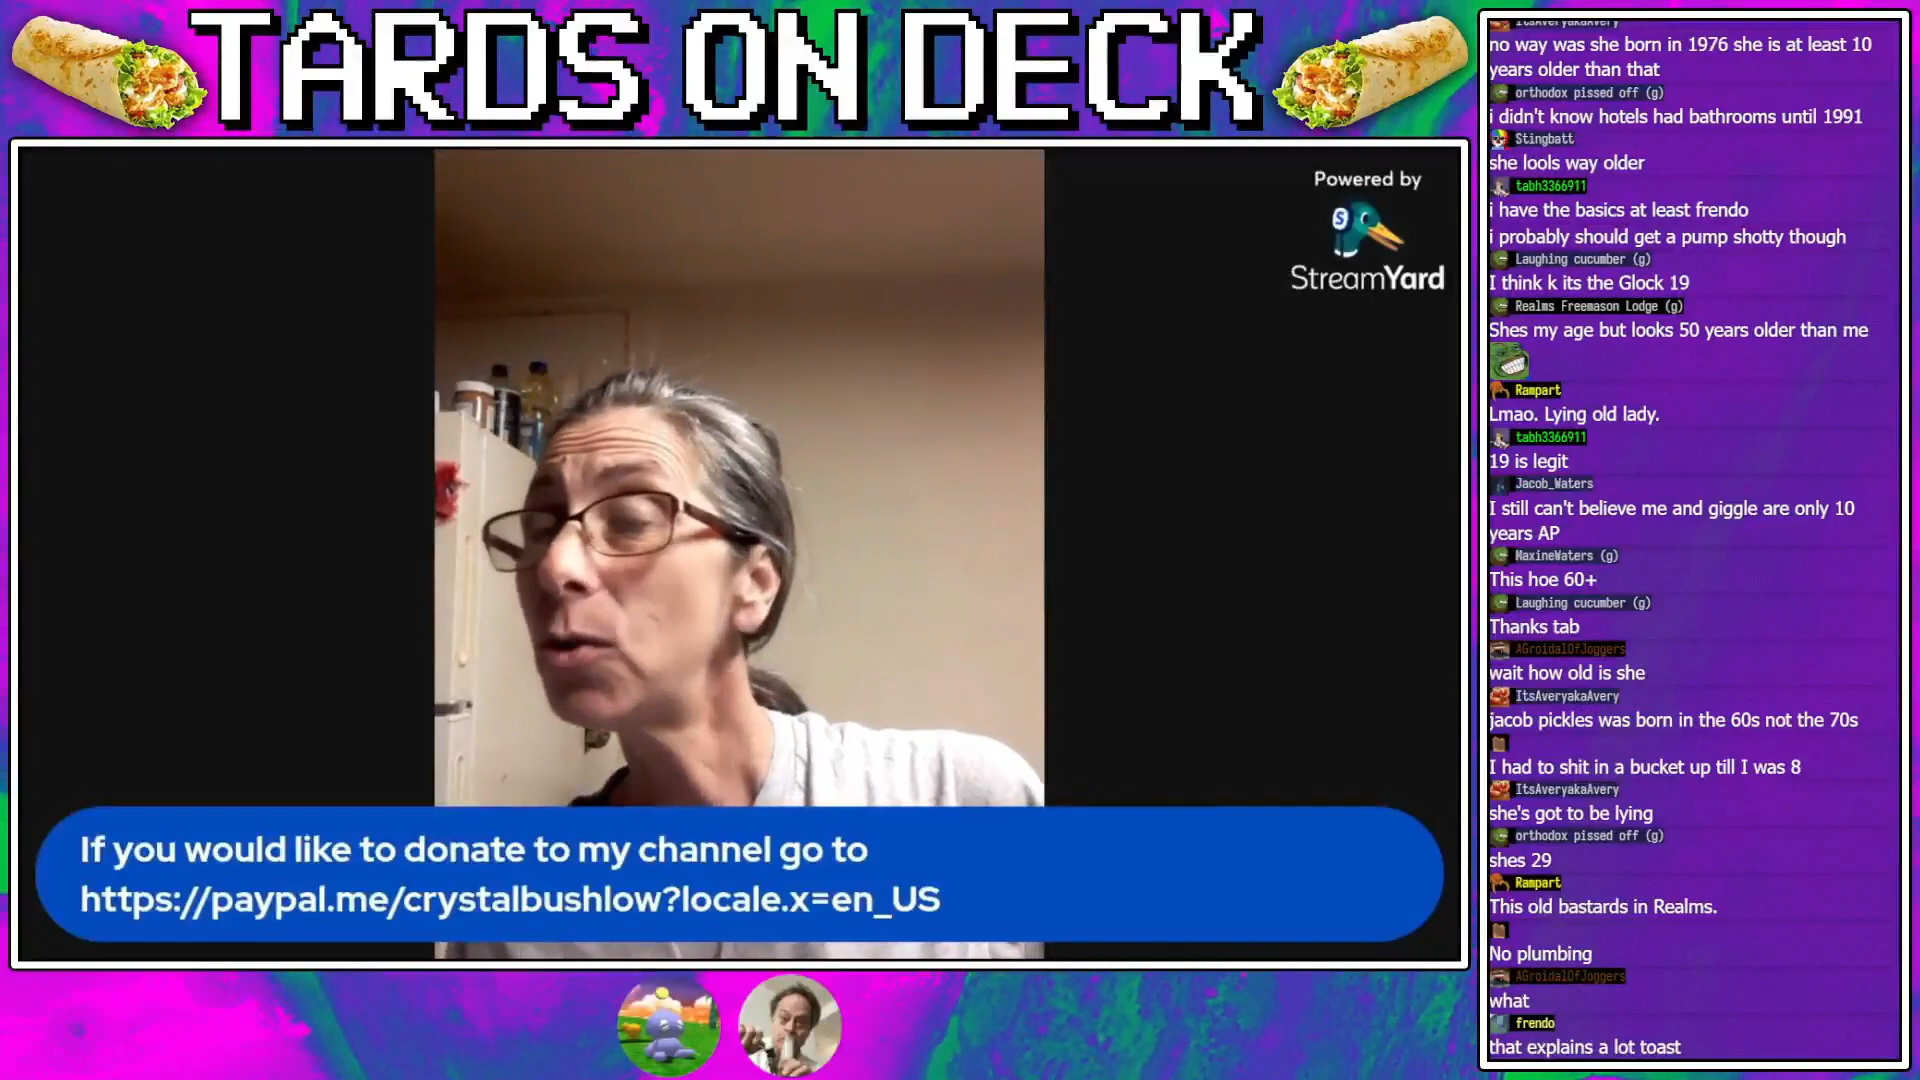 TARDS ON DECK
Powered by
StreamYard
If you would like to donate to my channel go to
https://paypal.me/crystalbushlow?locale.x=en_US
ItsAveryakaAvery
no way was she born in 1976 she is at least 10
years older than that
orthodox pissed off (g)
i didn't know hotels had bathrooms until 1991
Stingbatt
she lools way older
tabh3366911
i have the basics at least frendo
i probably should get a pump shotty though
Laughing cucumber (g)
I think k its the Glock 19
Realms Freemason Lodge (g)
Shes my age but looks 50 years older than me
Rampart
Lmao. Lying old lady.
tabh3366911
19 is legit
Jacob_Waters
I still can't believe me and giggle are only 10
years AP
MaxineWaters (g)
This hoe 60+
Laughing cucumber (g)
Thanks tab
AGroidalOfJoggers
wait how old is she
ItsAveryakaAvery
jacob pickles was born in the 60s not the 70s
I had to shit in a bucket up till I was 8
ItsAveryakaAvery
she's got to be lying
orthodox pissed off (g)
shes 29
Rampart
This old bastards in Realms.
No plumbing
AGroidalOfJoggers
what
frendo
that explains a lot toast